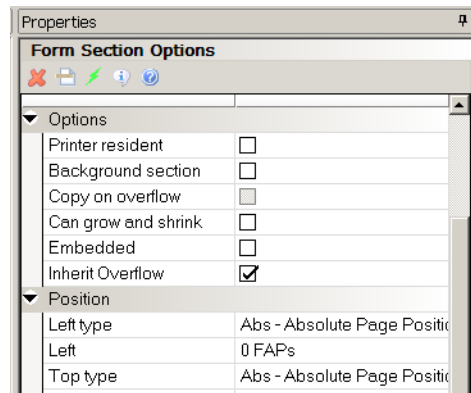 Properties
Form Section Options
Options
Printer resident
Background section
Copy on overflow
Can grow and shrink
Embedded
Inherit Overflow
Position
Left type Abs - Absolute Page Positic
Left 0 FAPs
Top type Abs - Absolute Page Positic